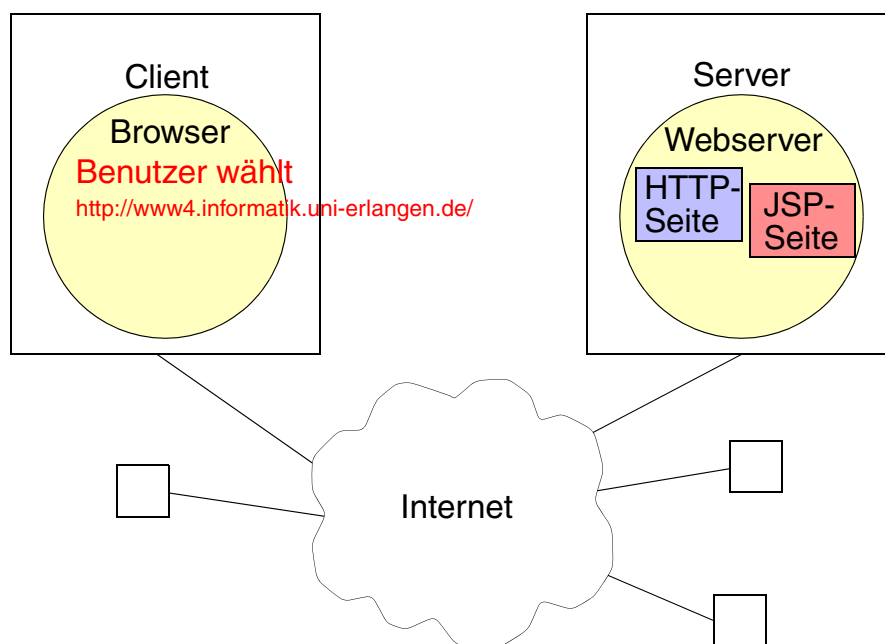 Client
Browser
Benutzer wählt
http://www4.informatik.uni-erlangen.de/
Server
Webserver
HTTP-
Seite
JSP-
Seite
Internet